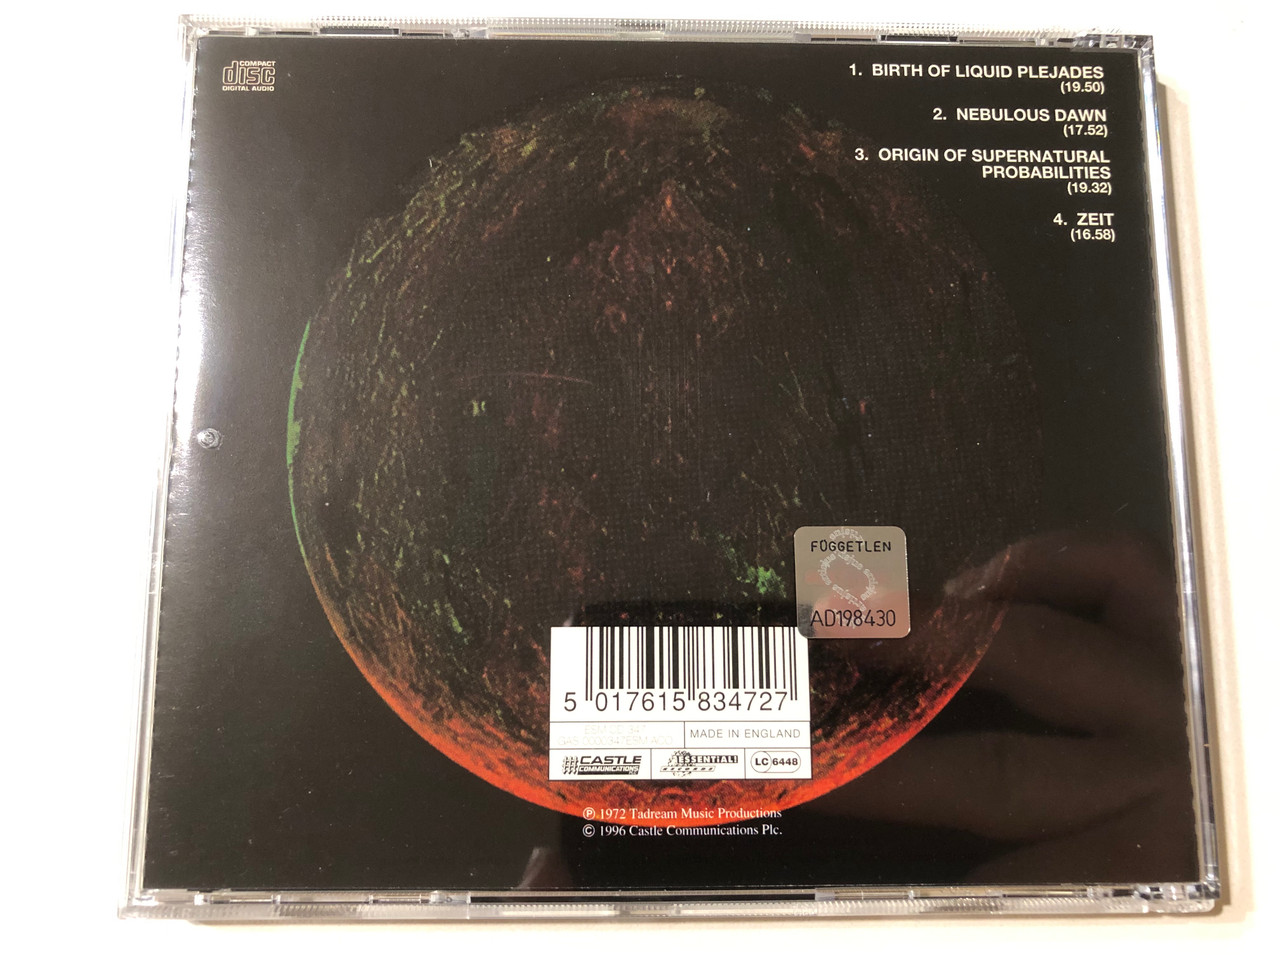 COMPACT
disc
DIGITAL AUDIO
1. BIRTH OF LIQUID PLEJADES
(19.50)
2. NEBULOUS DAWN
(17.52)
3. ORIGIN OF SUPERNATURAL
PROBABILITIES
(19.32)
4. ZEIT
(16.58)
FÜGGETLEN
AD198430
5 017615 834727
MADE IN ENGLAND
CASTLE
COMMUNICATIONS
ESSENTIAL!
LC 6448
℗ 1972 Tadream Music Productions
© 1996 Castle Communications Plc.